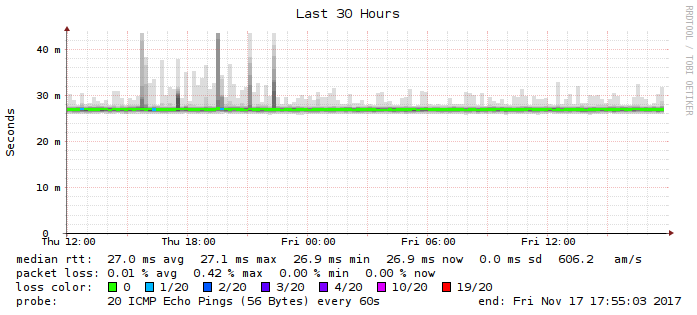 Last 30 Hours
RRDTOOL / TOBI OETIKER
Seconds
40 m
30 m
20 m
10 m
0
Thu 12:00 Thu 18:00 Fri 00:00 Fri 06:00 Fri 12:00
median rtt: 27.0 ms avg 27.1 ms max 26.9 ms min 26.9 ms now 0.0 ms sd 606.2 am/s
packet loss: 0.01 % avg 0.42 % max 0.00 % min 0.00 % now
loss color: 0 1/20 2/20 3/20 4/20 10/20 19/20
probe: 20 ICMP Echo Pings (56 Bytes) every 60s end: Fri Nov 17 17:55:03 2017